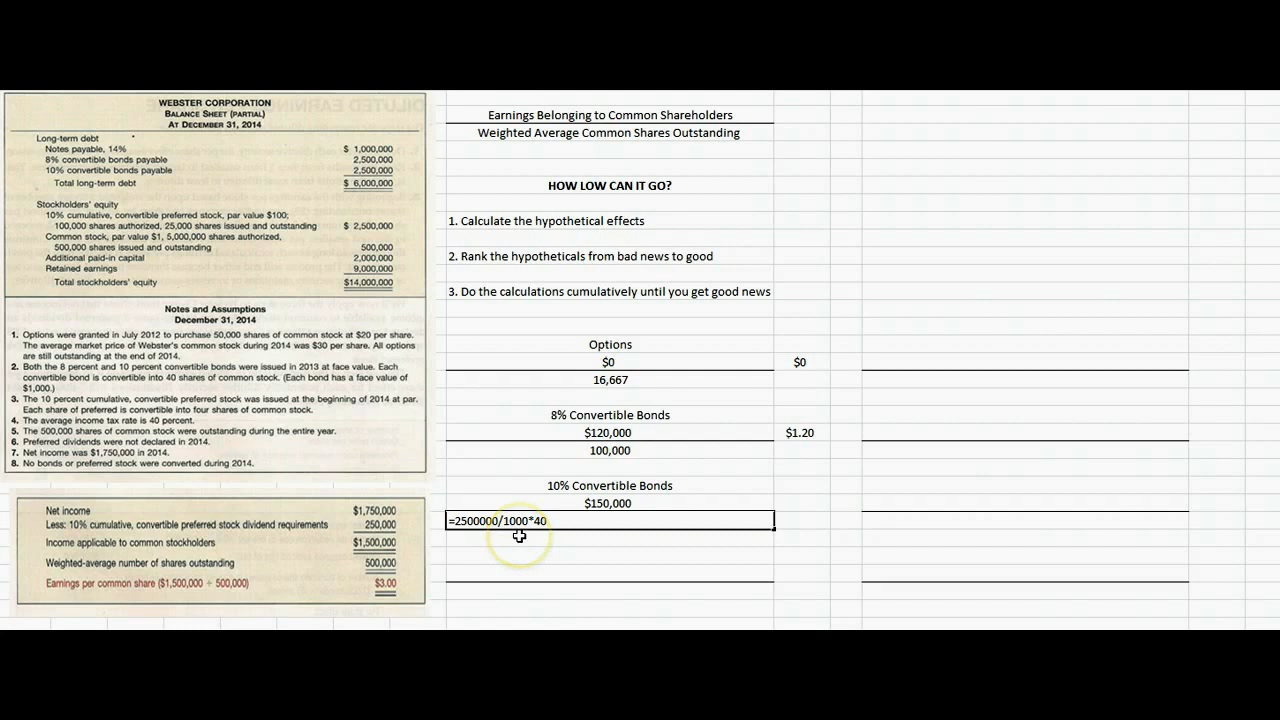 WEBSTER CORPORATION
BALANCE SHEET (PARTIAL)
AT DECEMBER 31, 2014
Long-term debt
Notes payable, 14% $ 1,000,000
8% convertible bonds payable 2,500,000
10% convertible bonds payable 2,500,000
Total long-term debt $ 6,000,000
Stockholders' equity
10% cumulative, convertible preferred stock, par value $100;
100,000 shares authorized, 25,000 shares issued and outstanding $ 2,500,000
Common stock, par value $1, 5,000,000 shares authorized,
500,000 shares issued and outstanding 500,000
Additional paid-in capital 2,000,000
Retained earnings 9,000,000
Total stockholders' equity $14,000,000
Notes and Assumptions
December 31, 2014
1. Options were granted in July 2012 to purchase 50,000 shares of common stock at $20 per share.
The average market price of Webster's common stock during 2014 was $30 per share. All options
are still outstanding at the end of 2014.
2. Both the 8 percent and 10 percent convertible bonds were issued in 2013 at face value. Each
convertible bond is convertible into 40 shares of common stock. (Each bond has a face value of
$1,000.)
3. The 10 percent cumulative, convertible preferred stock was issued at the beginning of 2014 at par.
Each share of preferred is convertible into four shares of common stock.
4. The average income tax rate is 40 percent.
5. The 500,000 shares of common stock were outstanding during the entire year.
6. Preferred dividends were not declared in 2014.
7. Net income was $1,750,000 in 2014.
8. No bonds or preferred stock were converted during 2014.
Net income $1,750,000
Less: 10% cumulative, convertible preferred stock dividend requirements 250,000
Income applicable to common stockholders $1,500,000
Weighted-average number of shares outstanding 500,000
Earnings per common share ($1,500,000 ÷ 500,000) $3.00
Earnings Belonging to Common Shareholders
Weighted Average Common Shares Outstanding
HOW LOW CAN IT GO?
1. Calculate the hypothetical effects
2. Rank the hypotheticals from bad news to good
3. Do the calculations cumulatively until you get good news
Options
$0 $0
16,667
8% Convertible Bonds
$120,000 $1.20
100,000
10% Convertible Bonds
$150,000
=2500000/1000*40